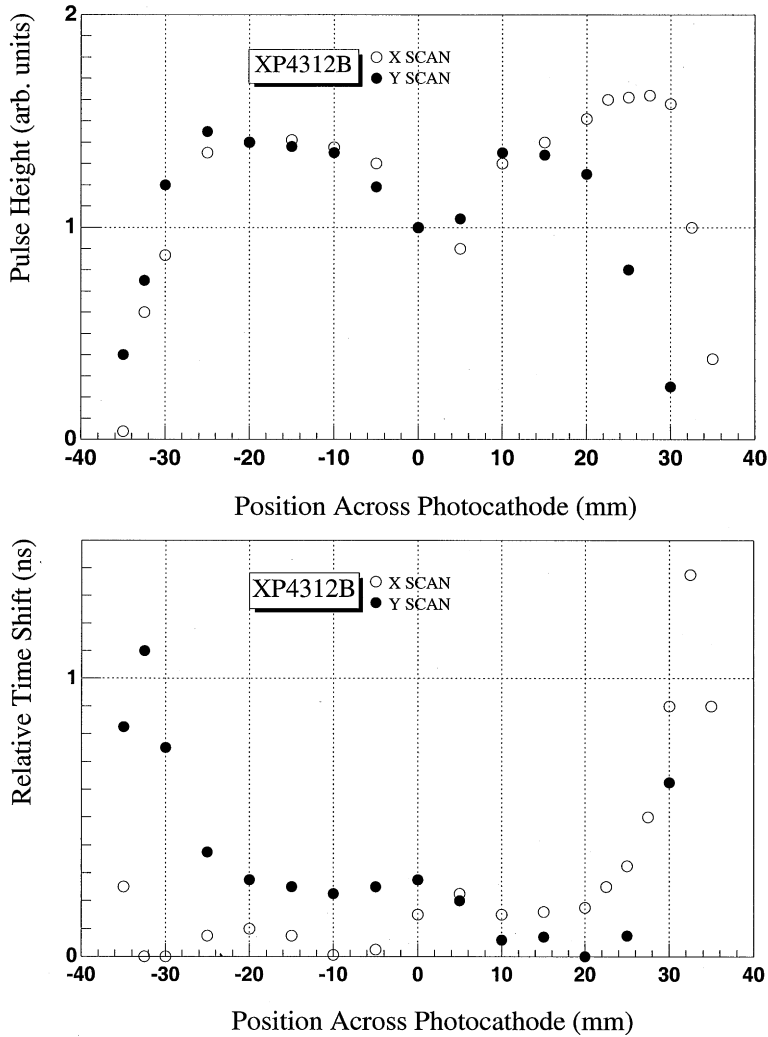 2
XP4312B
X SCAN
Y SCAN
Pulse Height (arb. units)
1
0
-40 -30 -20 -10 0 10 20 30 40
Position Across Photocathode (mm)
XP4312B
X SCAN
Y SCAN
Relative Time Shift (ns)
1
0
-40 -30 -20 -10 0 10 20 30 40
Position Across Photocathode (mm)